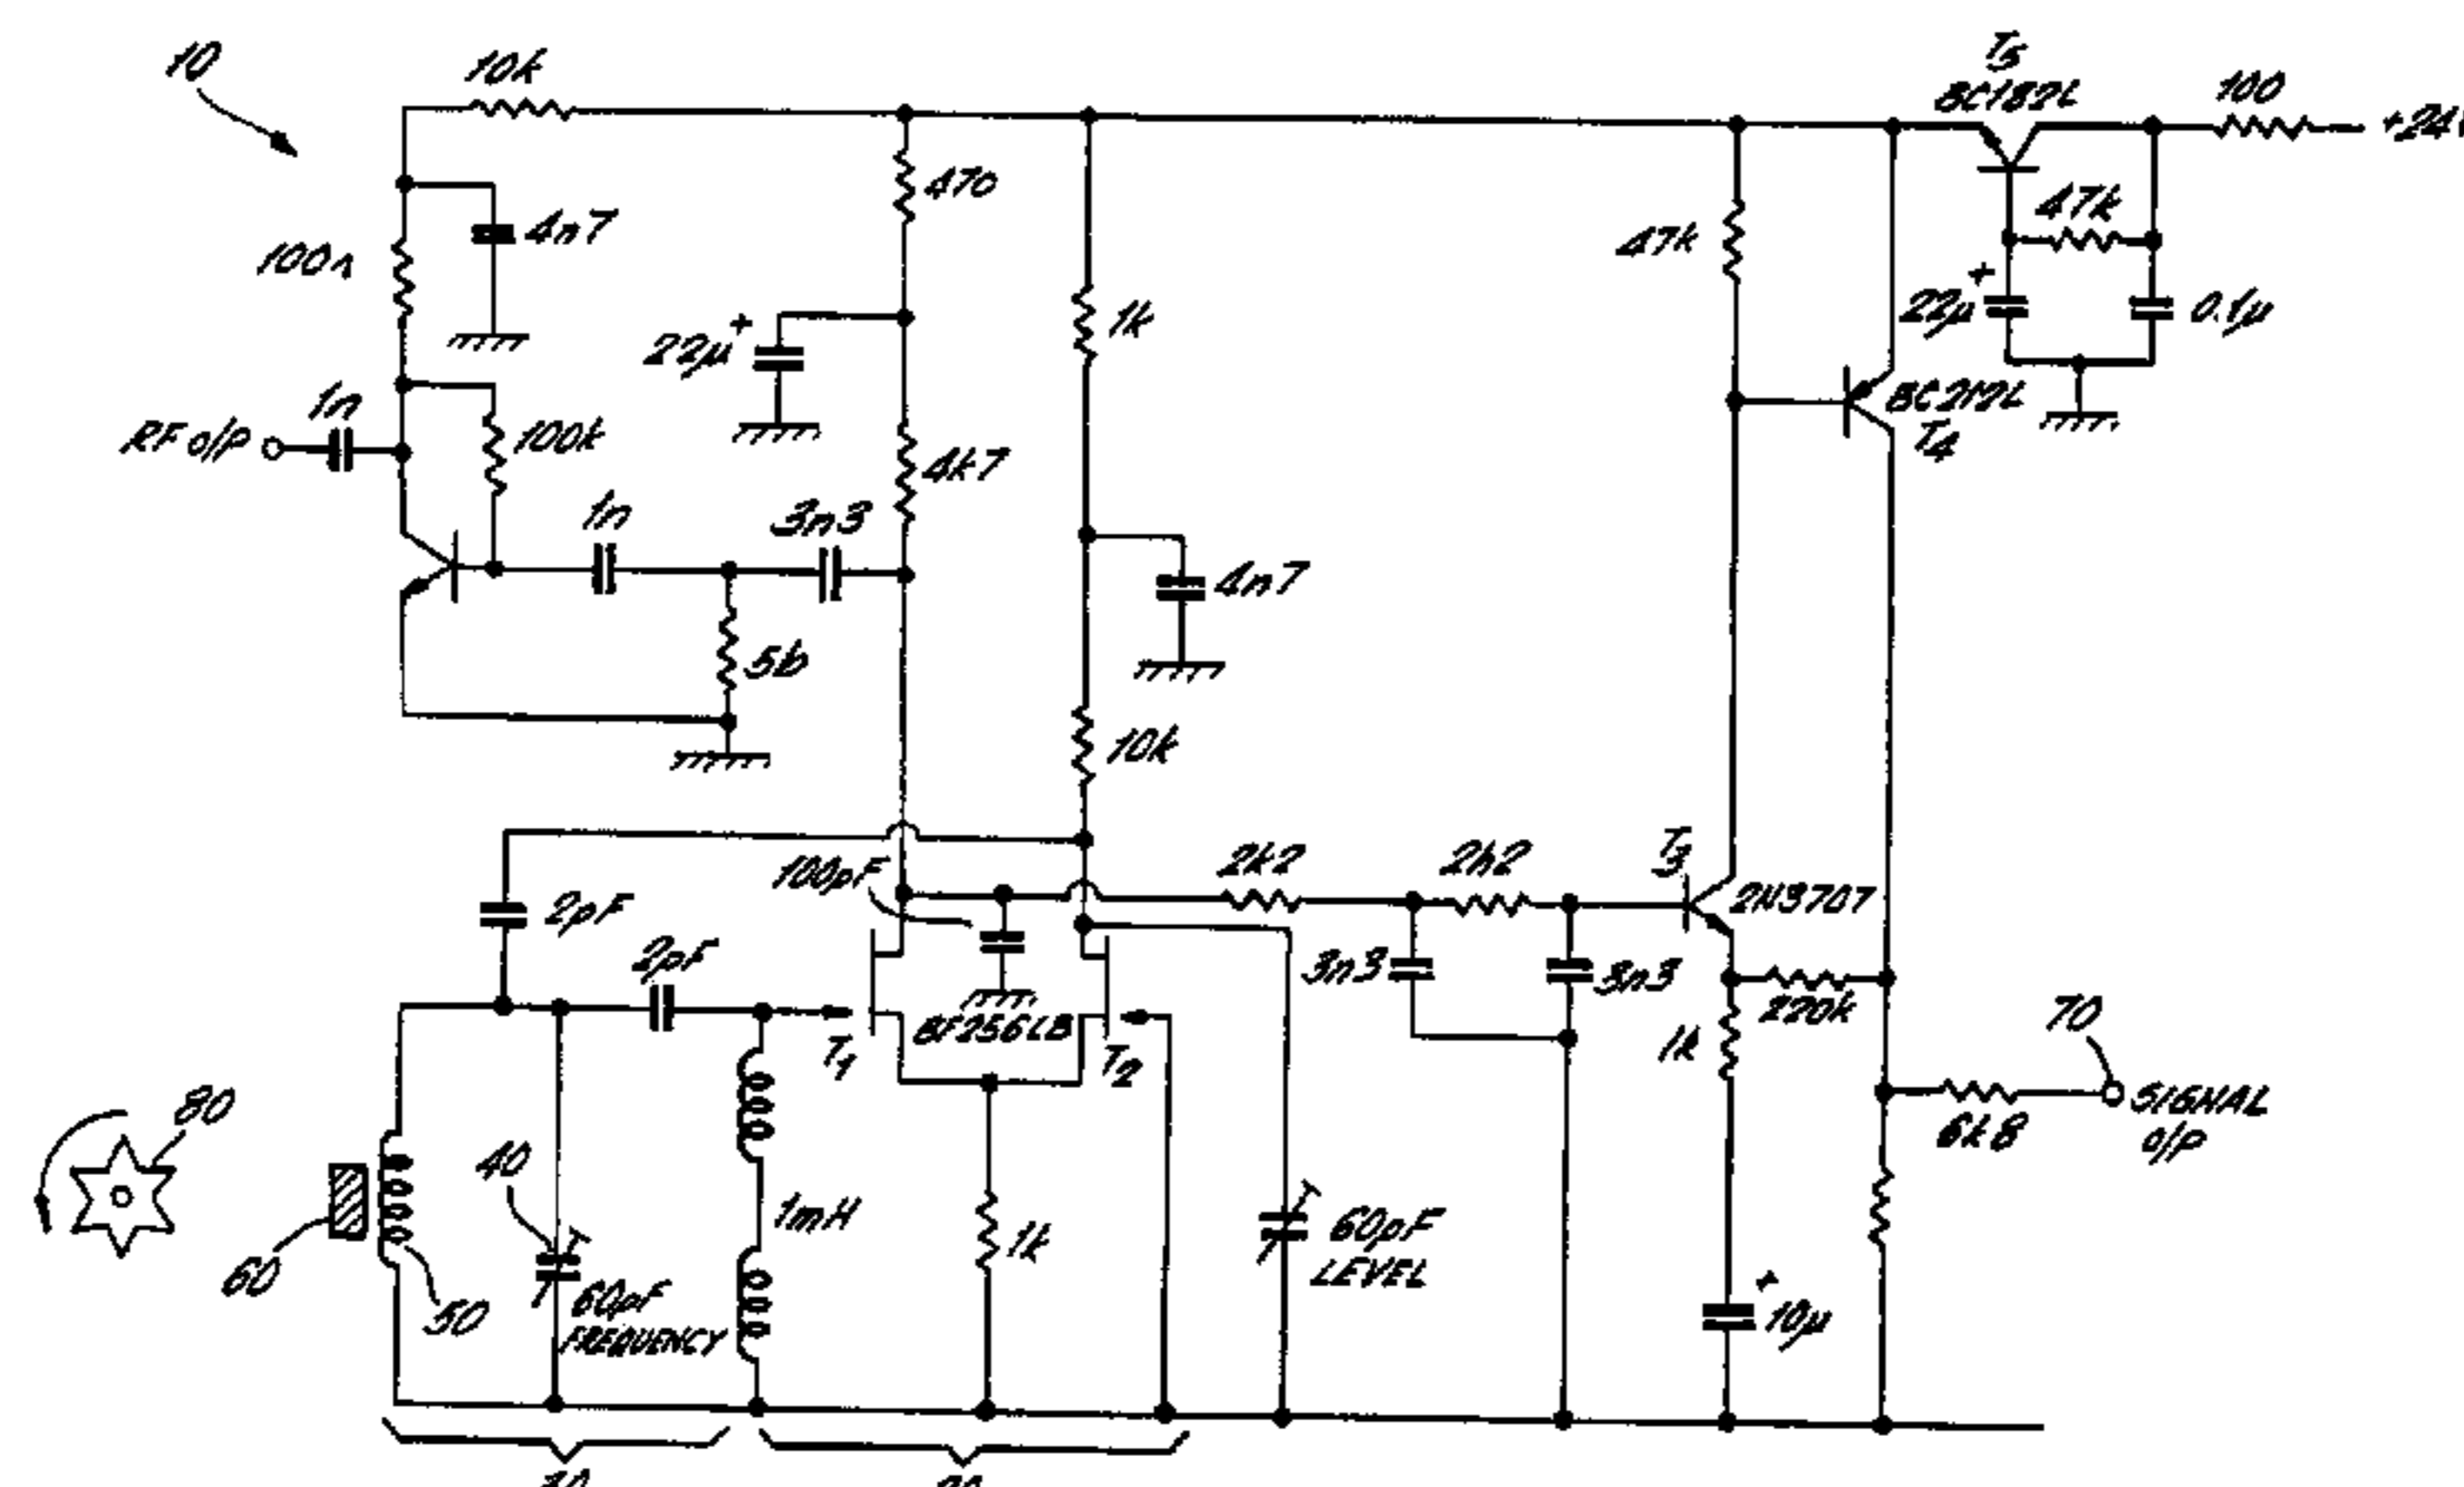 10
10k
T5
BC182L
100
+24V
470
47k
4n7
100Λ
47k
22µ
+
0.1µ
1k
22µ
+
BC212L
T4
1n
RF o/P
100k
4k7
1n
3n3
4n7
56
10k
T3
2k2
2k2
100pF
2N3707
2pF
2pF
3n3
3n3
220k
BF256LB
T1
T2
1k
70
80
SIGNAL
O/P
6k8
40
1mH
1k
60pF
LEVEL
60
50
60pF
FREQUENCY
+
10µ